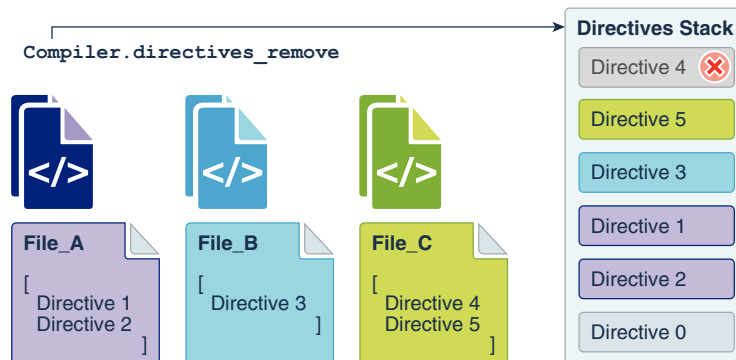 Compiler.directives_remove
</>
</>
</>
File_A
[
Directive 1
Directive 2
]
File_B
[
Directive 3
]
File_C
[
Directive 4
Directive 5
]
Directives Stack
Directive 4
Directive 5
Directive 3
Directive 1
Directive 2
Directive 0